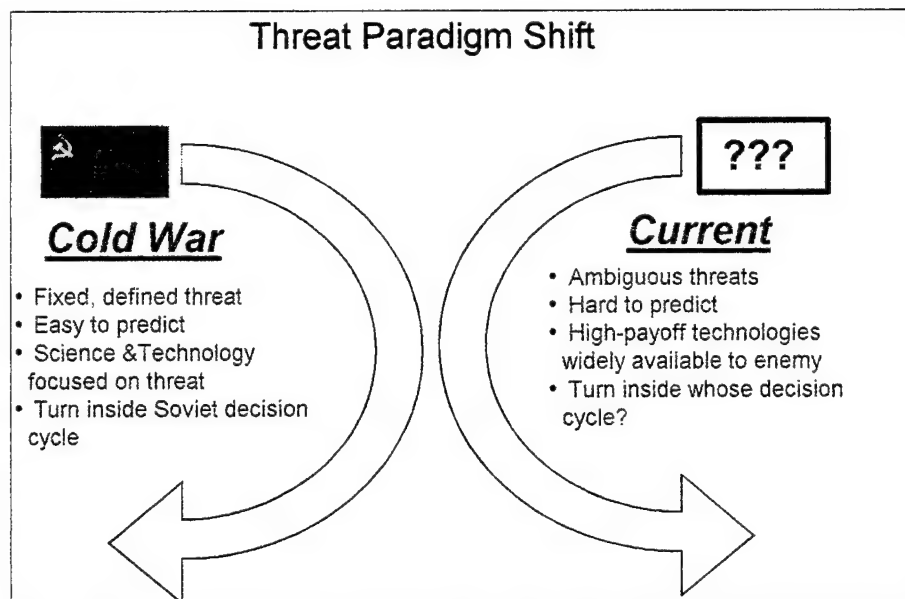 Threat Paradigm Shift
Cold War
• Fixed, defined threat
• Easy to predict
• Science &Technology
focused on threat
• Turn inside Soviet decision
cycle
???
Current
• Ambiguous threats
• Hard to predict
• High-payoff technologies
widely available to enemy
• Turn inside whose decision
cycle?